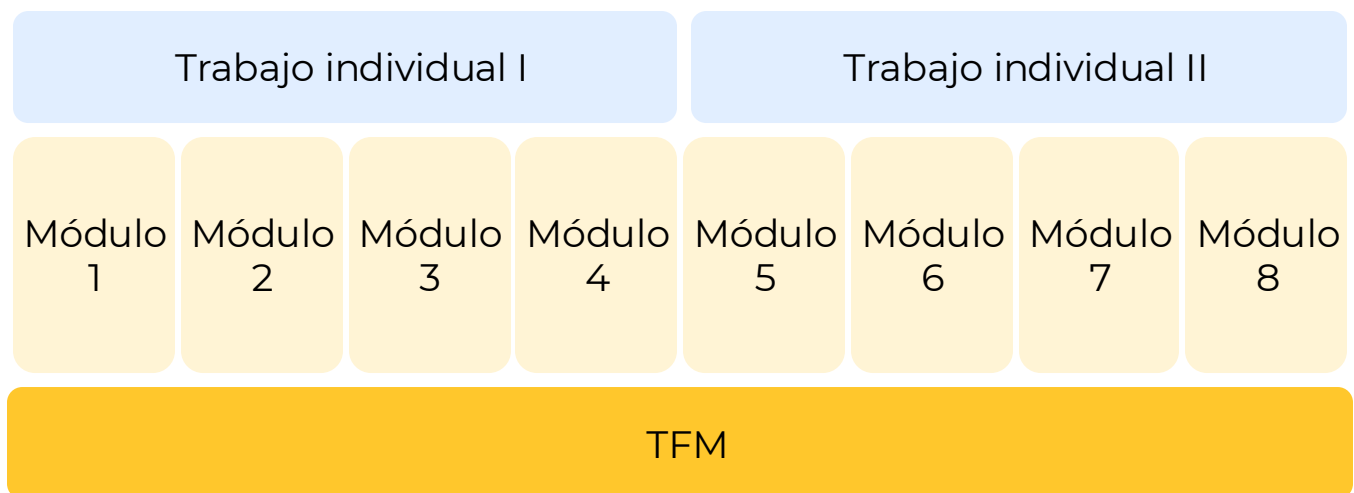 Trabajo individual I
Trabajo individual II
Módulo
1
Módulo
2
Módulo
3
Módulo
4
Módulo
5
Módulo
6
Módulo
7
Módulo
8
TFM